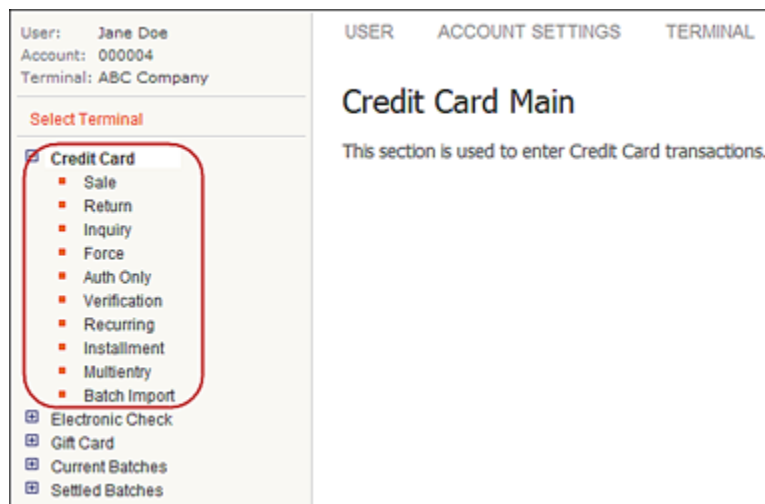 User: Jane Doe
Account: 000004
Terminal: ABC Company
Select Terminal
Credit Card
Sale
Return
Inquiry
Force
Auth Only
Verification
Recurring
Installment
Multientry
Batch Import
Electronic Check
Gift Card
Current Batches
Settled Batches
USER ACCOUNT SETTINGS TERMINAL
Credit Card Main
This section is used to enter Credit Card transactions.